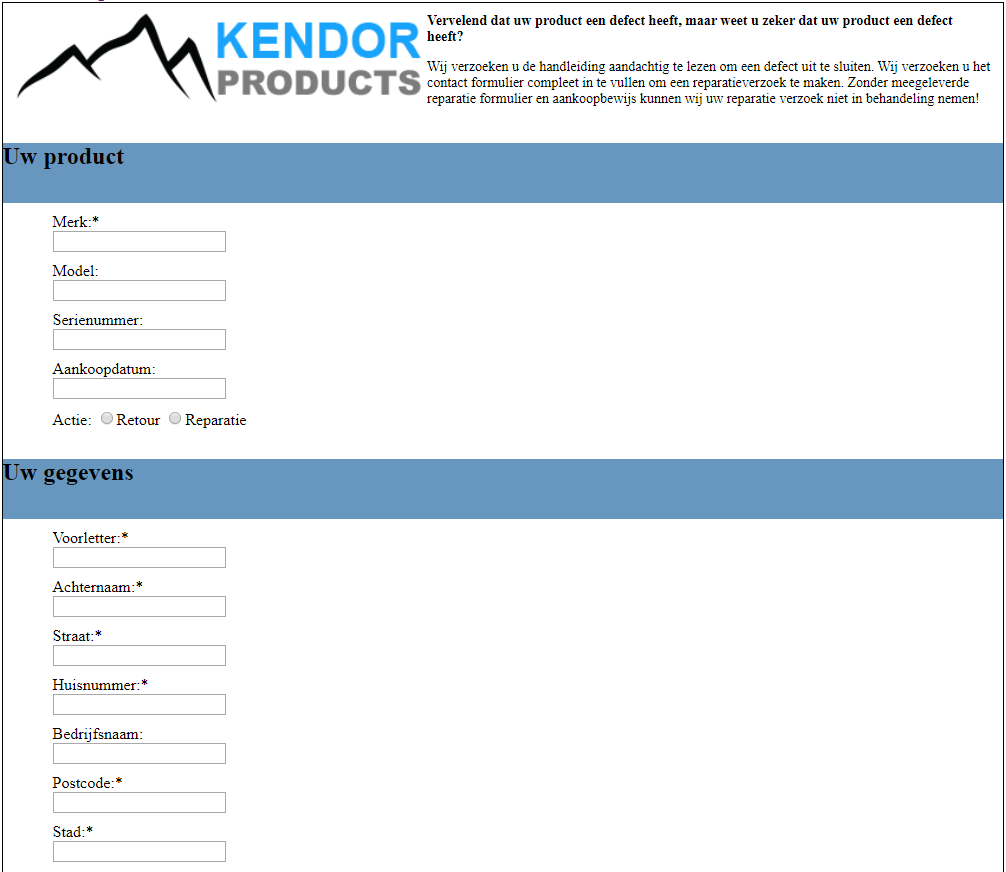 KENDOR
PRODUCTS
Vervelend dat uw product een defect heeft, maar weet u zeker dat uw product een defect
heeft?
Wij verzoeken u de handleiding aandachtig te lezen om een defect uit te sluiten. Wij verzoeken u het
contact formulier compleet in te vullen om een reparatieverzoek te maken. Zonder meegeleverde
reparatie formulier en aankoopbewijs kunnen wij uw reparatie verzoek niet in behandeling nemen!
Uw product
Merk:*
Model:
Serienummer:
Aankoopdatum:
Actie: Retour Reparatie
Uw gegevens
Voorletter:*
Achternaam:*
Straat:*
Huisnummer:*
Bedrijfsnaam:
Postcode:*
Stad:*